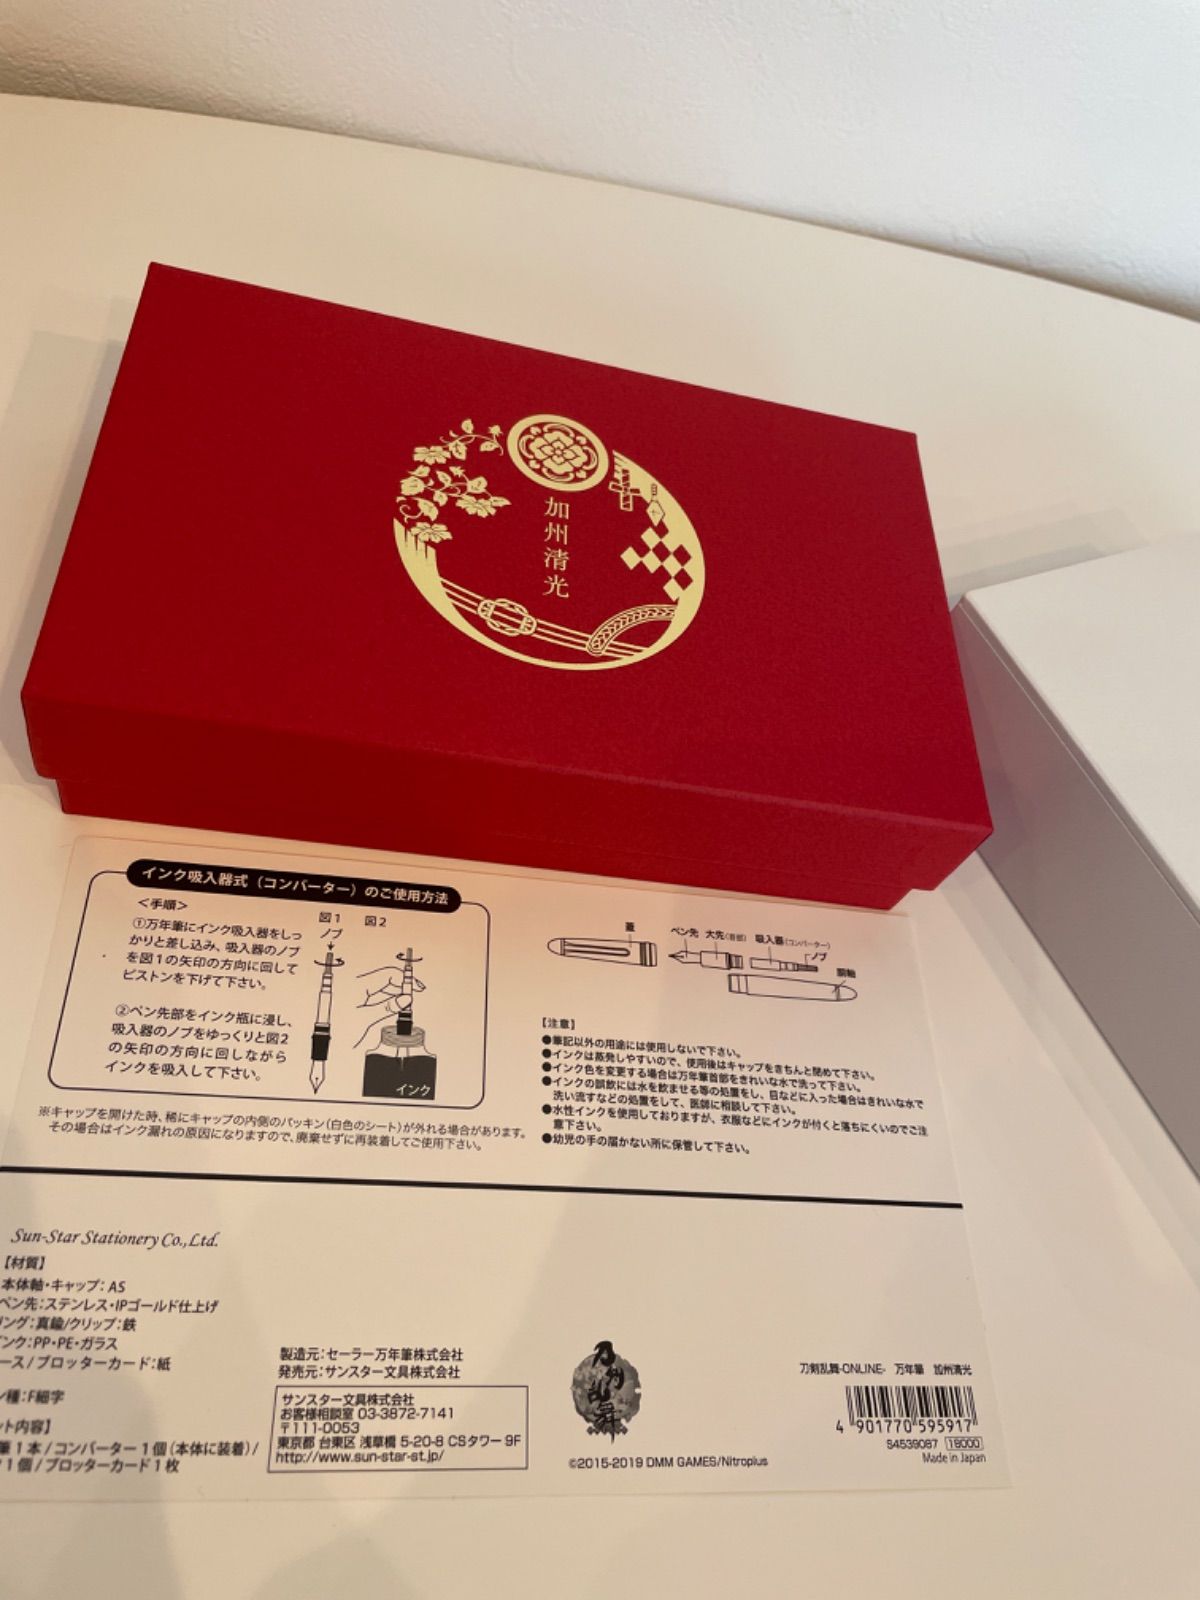 加州清光
インク吸入器式（コンバーター）のご使用方法
<手順>
①万年筆にインク吸入器をしっ
かりと差し込み、吸入器のノブ
を図1の矢印の方向に回して
ピストンを下げて下さい。
②ペン先部をインク瓶に浸し、
吸入器のノブをゆっくりと図2
の矢印の方向に回しながら
インクを吸入して下さい。
図1
ノブ
図2
インク
※キャップを開けた時、稀にキャップの内側のパッキン(白色のシート)が外れる場合があります。
その場合はインク漏れの原因になりますので、廃棄せずに再装着してご使用下さい。
蓋
ペン先
大先(首部)
吸入器(コンバーター)
ノブ
胴軸
【注意】
●筆記以外の用途には使用しないで下さい。
●インクは蒸発しやすいので、使用後はキャップをきちんと閉めて下さい。
●インク色を変更する場合は万年筆首部をきれいな水で洗って下さい。
●インクの誤飲には水を飲ませる等の処置をし、目などに入った場合はきれいな水で
洗い流すなどの処置をして、医師に相談して下さい。
●水性インクを使用しておりますが、衣服などにインクが付くと落ちにくいのでご注
意下さい。
●幼児の手の届かない所に保管して下さい。
Sun-Star Stationery Co.,Ltd.
【材質】
本体軸・キャップ：AS
ペン先：ステンレス・IPゴールド仕上げ
リング：真鍮/クリップ：鉄
ンク：PP・PE・ガラス
ース/ブロッターカード：紙
ン種：F細字
ット内容】
筆1本/コンバーター1個(本体に装着)/
1個/ブロッターカード1枚
製造元：セーラー万年筆株式会社
発売元：サンスター文具株式会社
サンスター文具株式会社
お客様相談室 03-3872-7141
〒111-0053
東京都 台東区 浅草橋 5-20-8 CSタワー 9F
http://www.sun-star-st.jp/
刀剣乱舞
©2015-2019 DMM GAMES/Nitroplus
刀剣乱舞-ONLINE- 万年筆 加州清光
4 901770 595917
S4539087 18000
Made in Japan